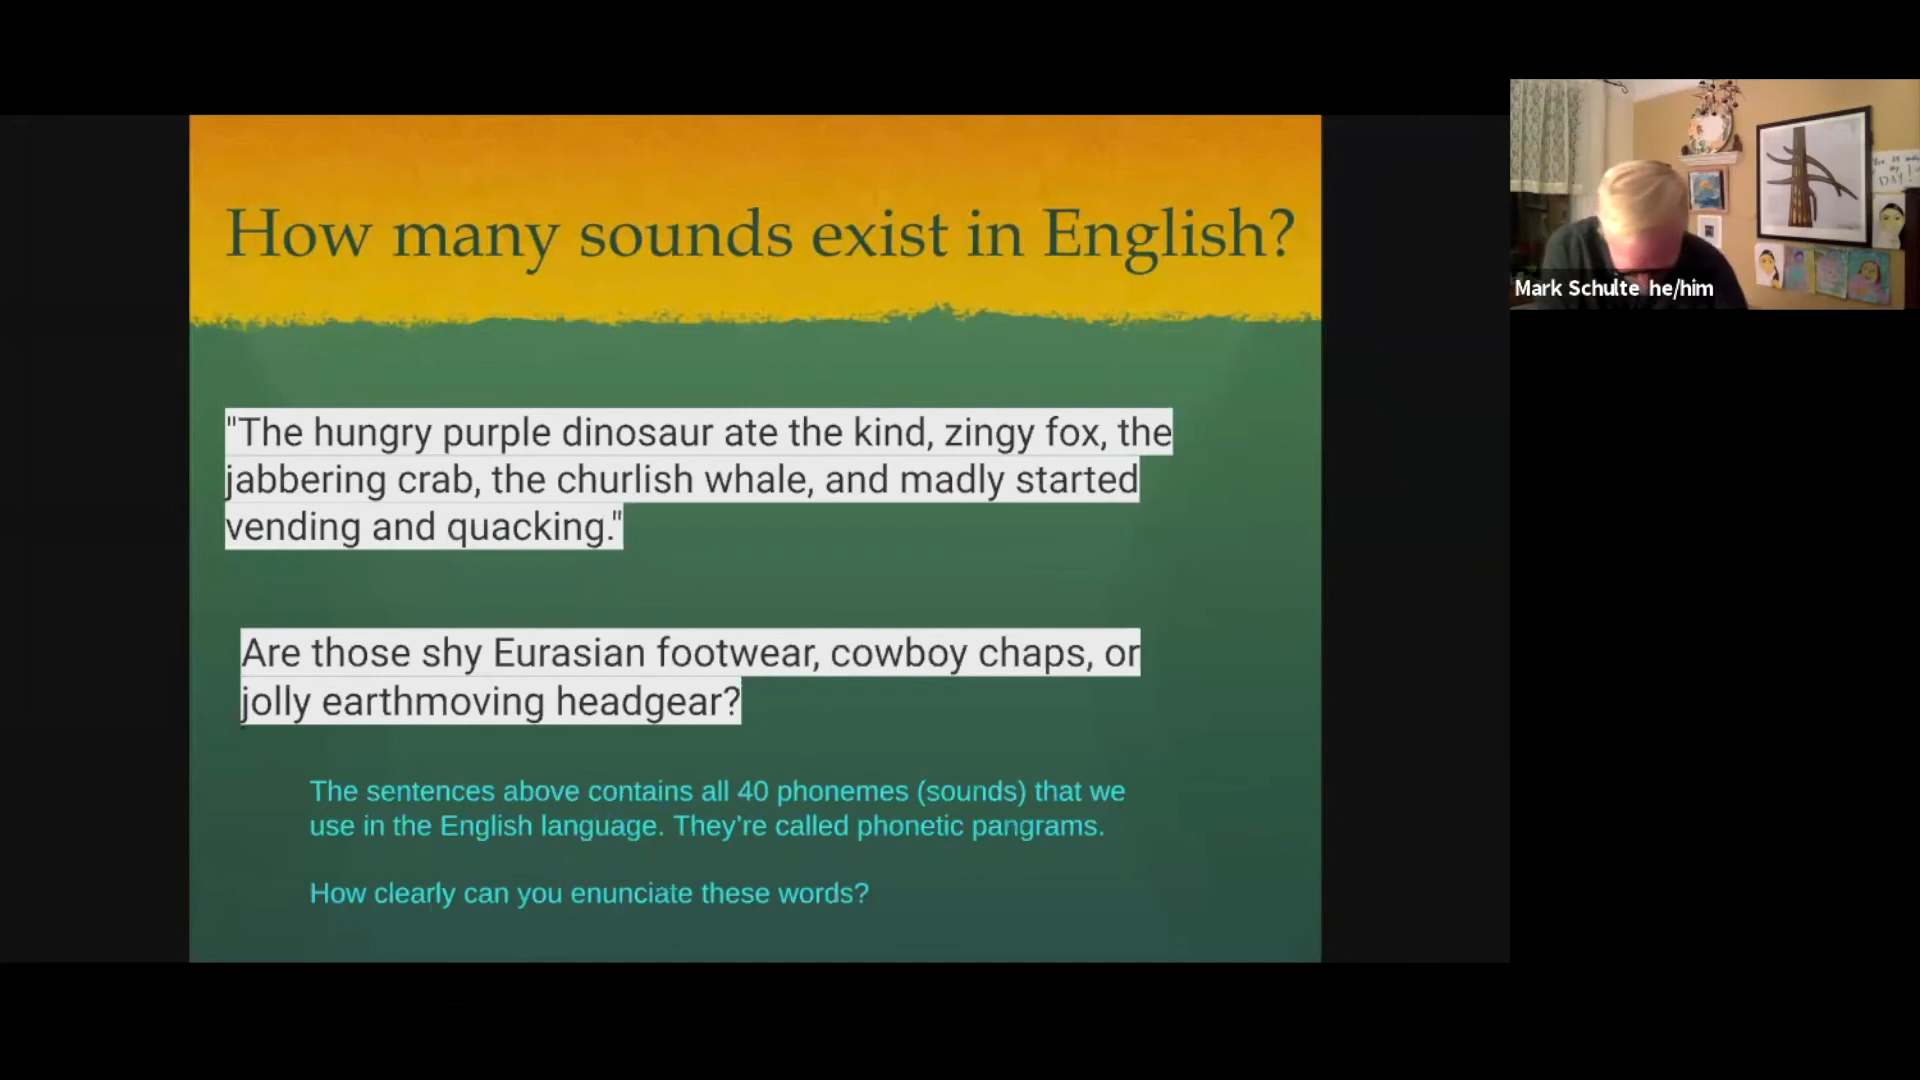 How many sounds exist in English?
"The hungry purple dinosaur ate the kind, zingy fox, the
jabbering crab, the churlish whale, and madly started
vending and quacking."
Are those shy Eurasian footwear, cowboy chaps, or
jolly earthmoving headgear?
The sentences above contains all 40 phonemes (sounds) that we
use in the English language. They're called phonetic pangrams.
How clearly can you enunciate these words?
Mark Schulte he/him
DAY!